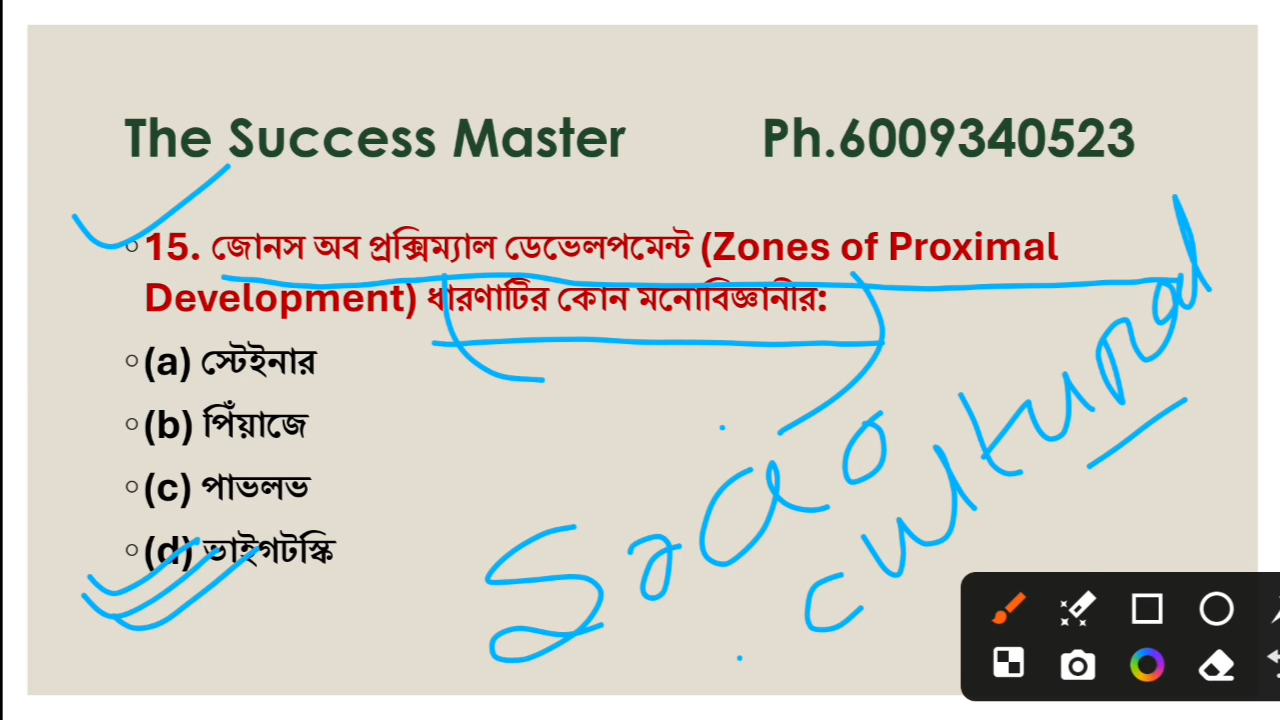 The Success Master Ph.6009340523
15. জোনস অব প্রক্সিম্যাল ডেভেলপমেন্ট (Zones of Proximal
Development) ধারণাটির কোন মনোবিজ্ঞানীর:
(a) স্টেইনার
(b) পিঁয়াজে
(c) পাভলভ
(d) ভাইগটস্কি
Socio
cultural